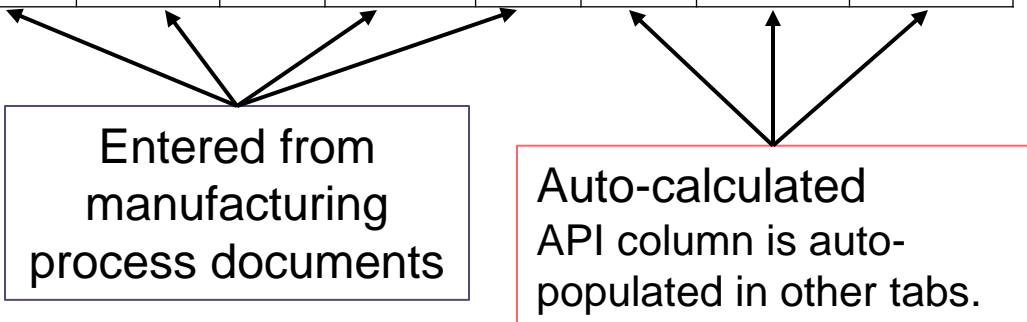 Entered from
manufacturing
process documents
Auto-calculated
API column is auto-
populated in other tabs.